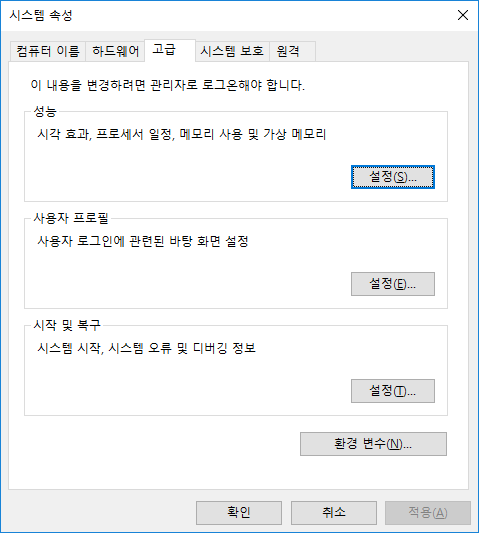 시스템 속성
컴퓨터 이름 하드웨어 고급 시스템 보호 원격
이 내용을 변경하려면 관리자로 로그온해야 합니다.
성능
시각 효과, 프로세서 일정, 메모리 사용 및 가상 메모리
설정(S)...
사용자 프로필
사용자 로그인에 관련된 바탕 화면 설정
설정(E)...
시작 및 복구
시스템 시작, 시스템 오류 및 디버깅 정보
설정(T)...
환경 변수(N)...
확인 취소 적용(A)